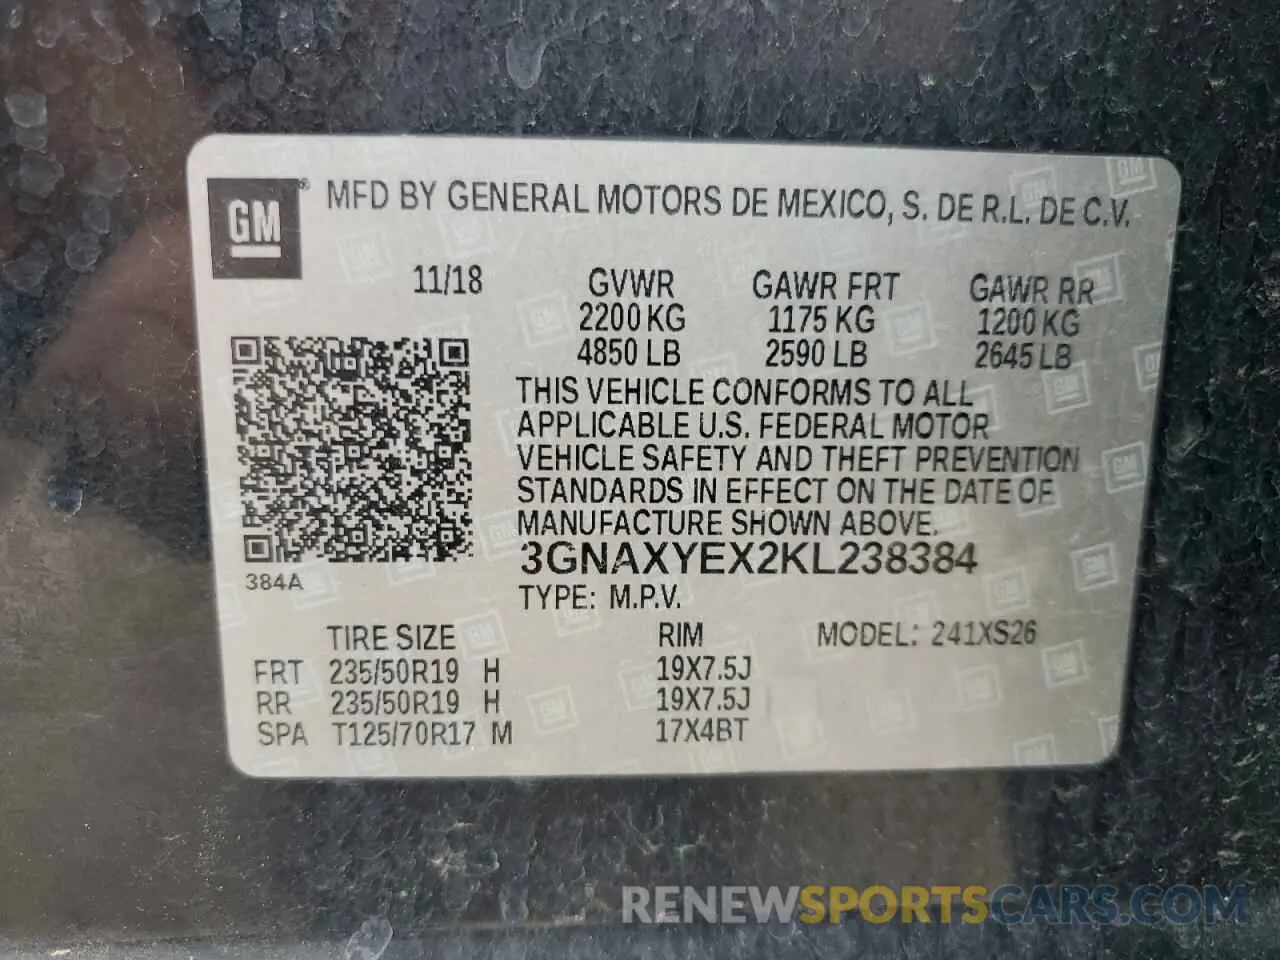 GM® MFD BY GENERAL MOTORS DE MEXICO, S. DE R.L. DE C.V.
11/18 GVWR GAWR FRT GAWR RR
2200 KG 1175 KG 1200 KG
4850 LB 2590 LB 2645 LB
THIS VEHICLE CONFORMS TO ALL
APPLICABLE U.S. FEDERAL MOTOR
VEHICLE SAFETY AND THEFT PREVENTION
STANDARDS IN EFFECT ON THE DATE OF
MANUFACTURE SHOWN ABOVE.
3GNAXYEX2KL238384
384A
TYPE: M.P.V.
TIRE SIZE RIM MODEL: 241XS26
FRT 235/50R19 H 19X7.5J
RR 235/50R19 H 19X7.5J
SPA T125/70R17 M 17X4BT
RENEWSPORTSCARS.COM